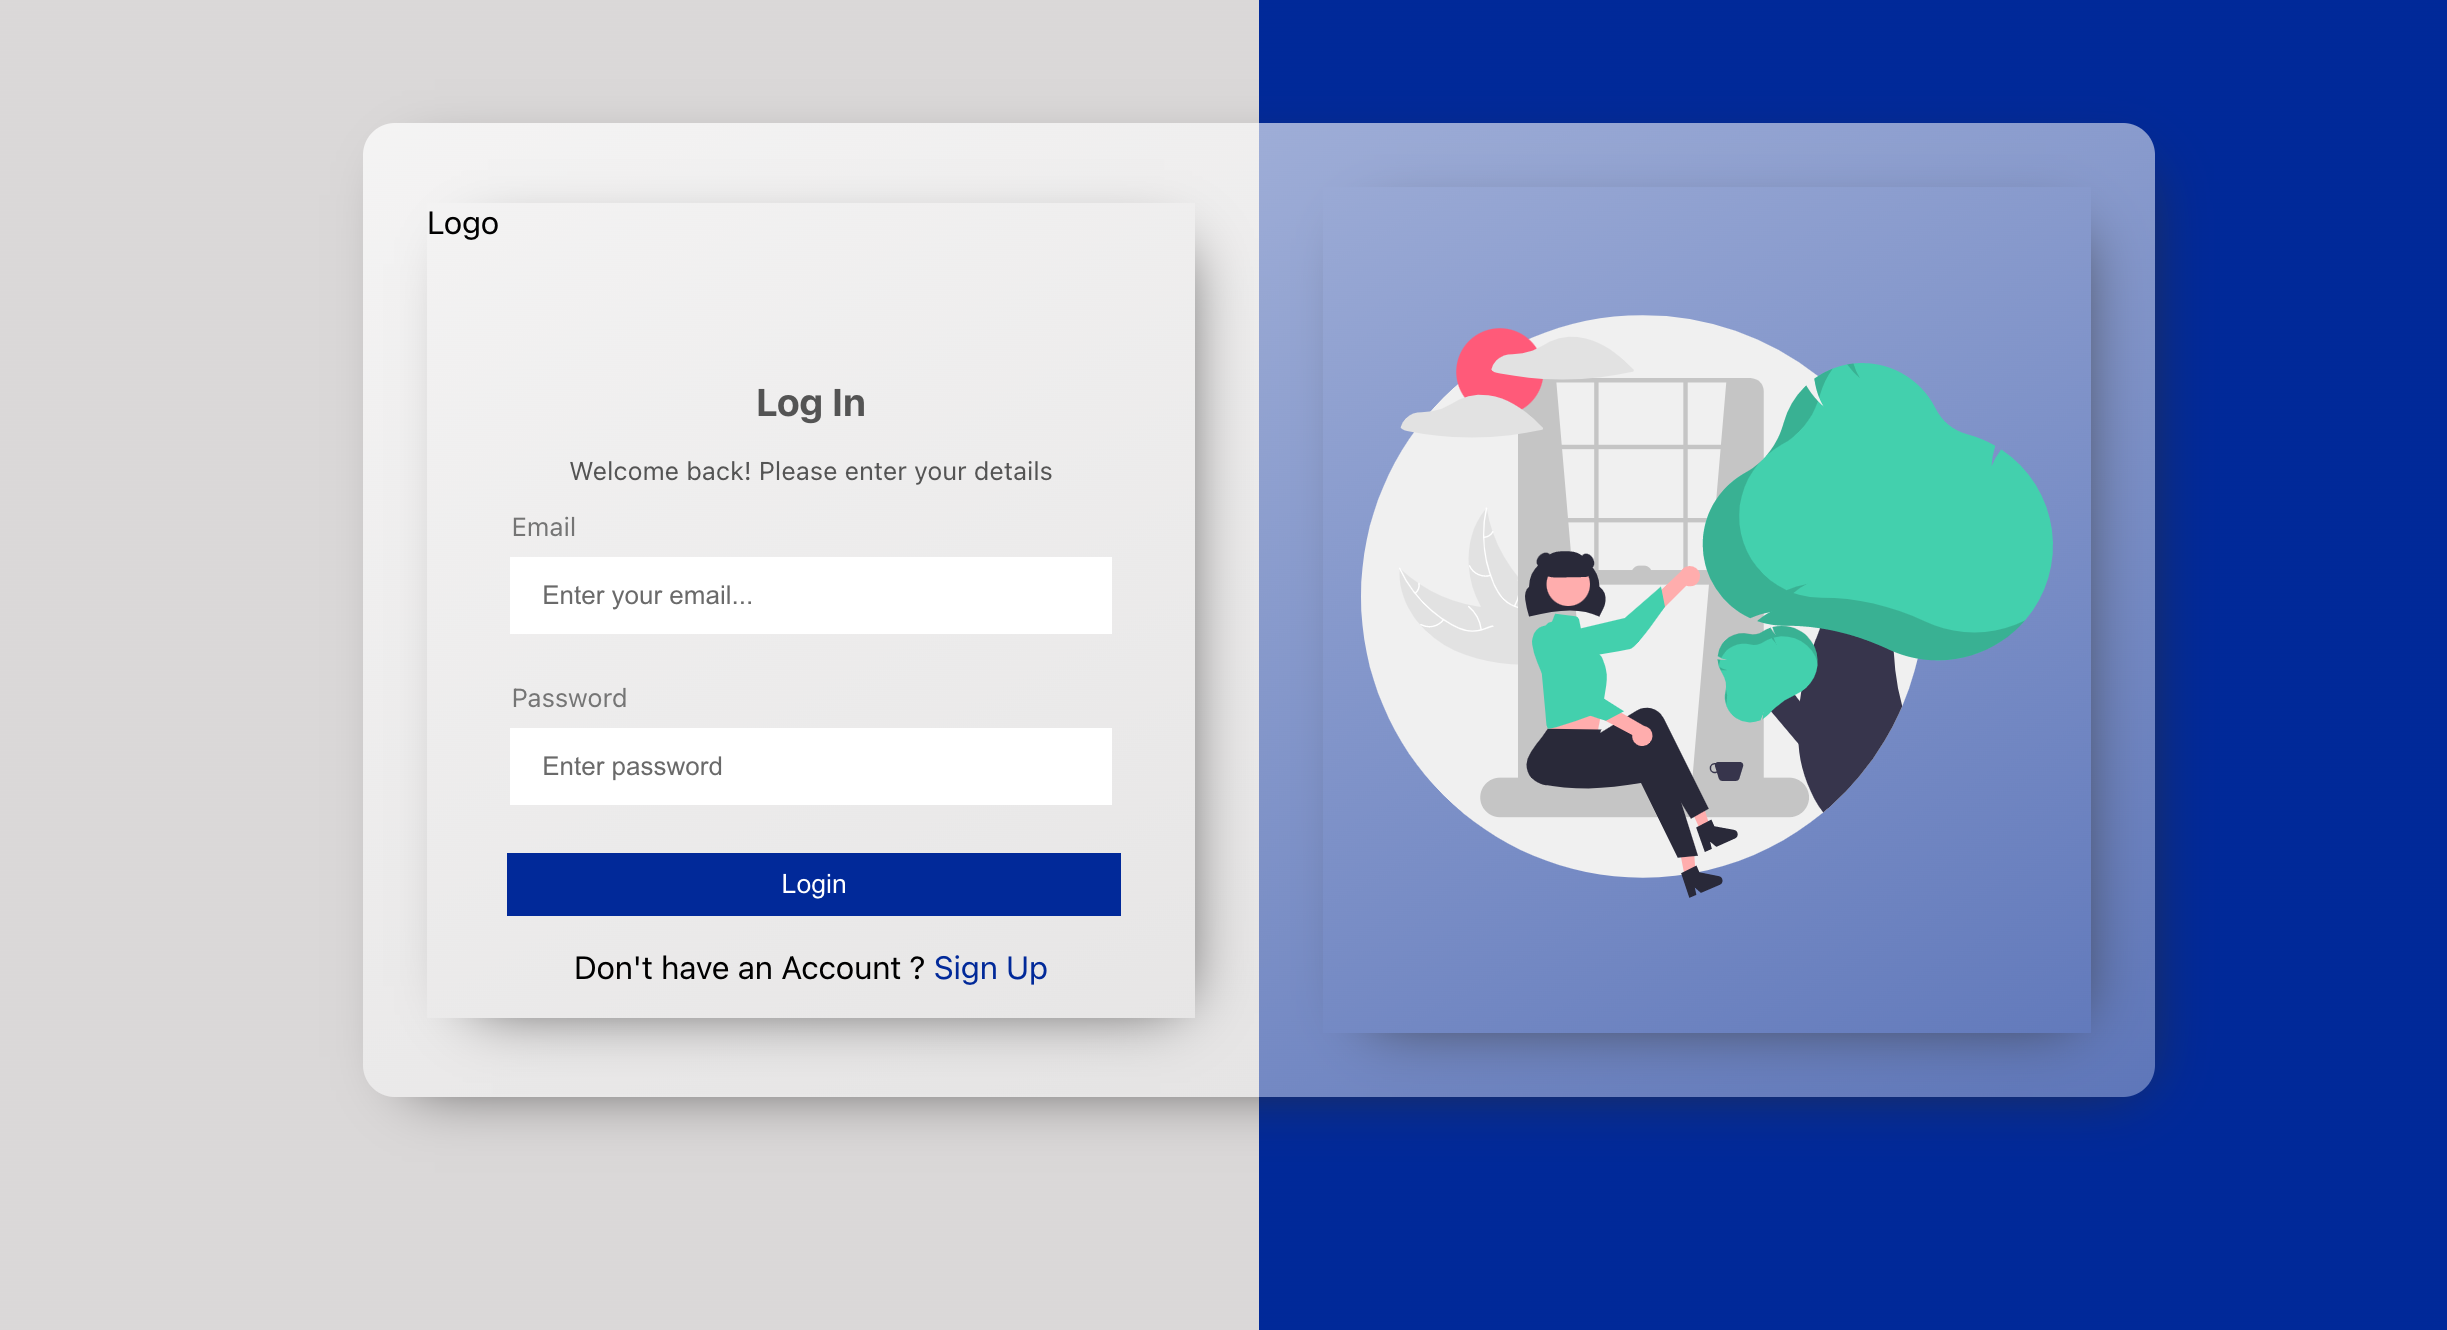 Logo
Log In
Welcome back! Please enter your details
Email
Enter your email...
Password
Enter password
Login
Don't have an Account ? Sign Up